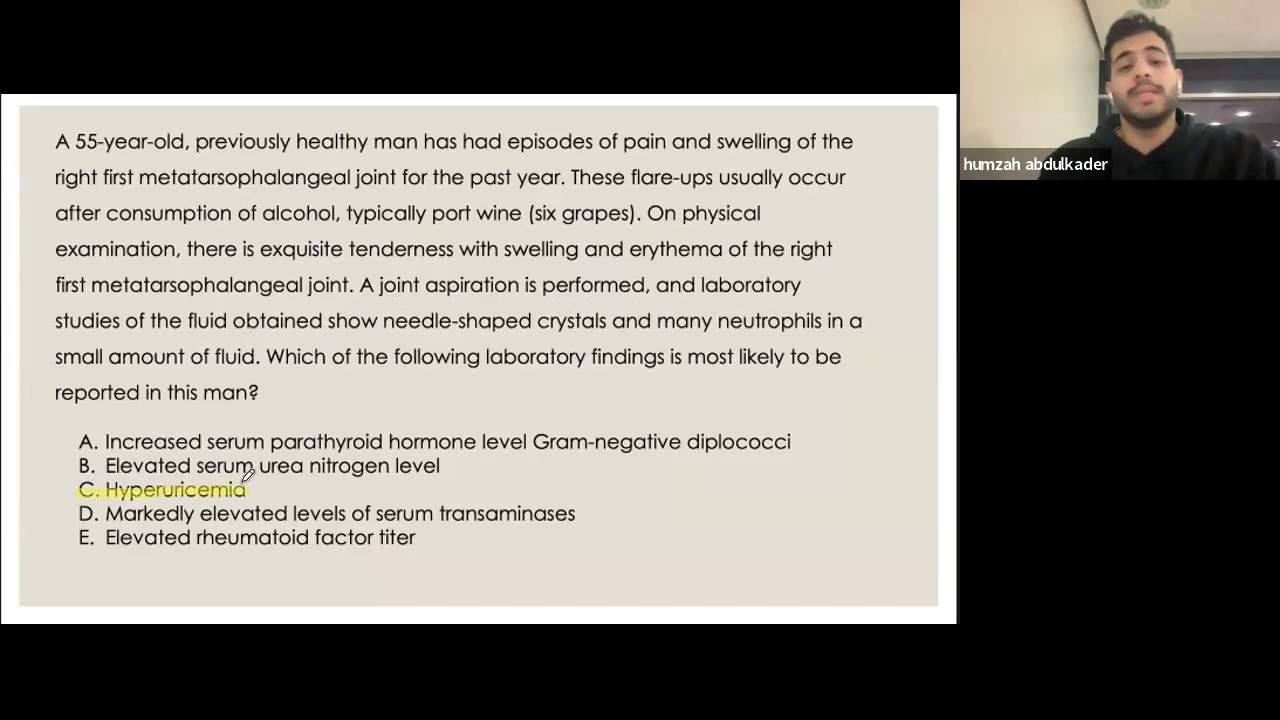 A 55-year-old, previously healthy man has had episodes of pain and swelling of the
right first metatarsophalangeal joint for the past year. These flare-ups usually occur
after consumption of alcohol, typically port wine (six grapes). On physical
examination, there is exquisite tenderness with swelling and erythema of the right
first metatarsophalangeal joint. A joint aspiration is performed, and laboratory
studies of the fluid obtained show needle-shaped crystals and many neutrophils in a
small amount of fluid. Which of the following laboratory findings is most likely to be
reported in this man?
A. Increased serum parathyroid hormone level Gram-negative diplococci
B. Elevated serum urea nitrogen level
C. Hyperuricemia
D. Markedly elevated levels of serum transaminases
E. Elevated rheumatoid factor titer
humzah abdulkader